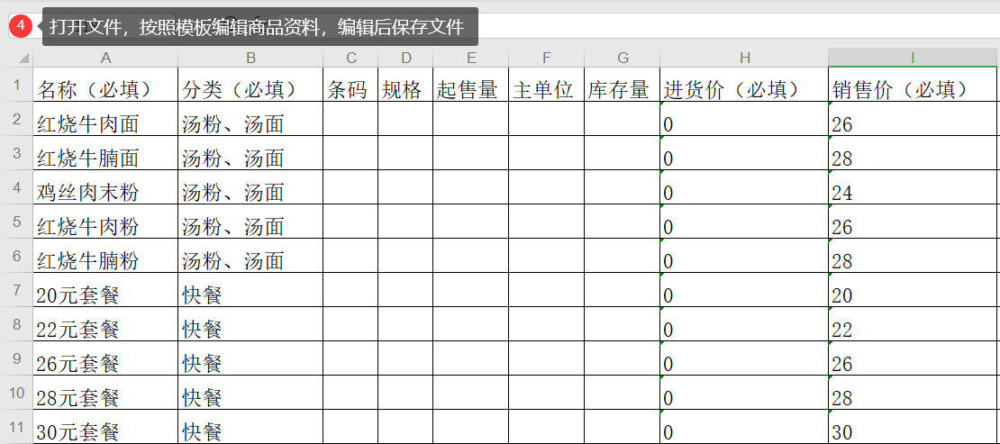 4 打开文件，按照模板编辑商品资料，编辑后保存文件
A B C D E F G H I
1 名称（必填） 分类（必填） 条码 规格 起售量 主单位 库存量 进货价（必填） 销售价（必填）
2 红烧牛肉面 汤粉、汤面 0 26
3 红烧牛腩面 汤粉、汤面 0 28
4 鸡丝肉末粉 汤粉、汤面 0 24
5 红烧牛肉粉 汤粉、汤面 0 26
6 红烧牛腩粉 汤粉、汤面 0 28
7 20元套餐 快餐 0 20
8 22元套餐 快餐 0 22
9 26元套餐 快餐 0 26
10 28元套餐 快餐 0 28
11 30元套餐 快餐 0 30